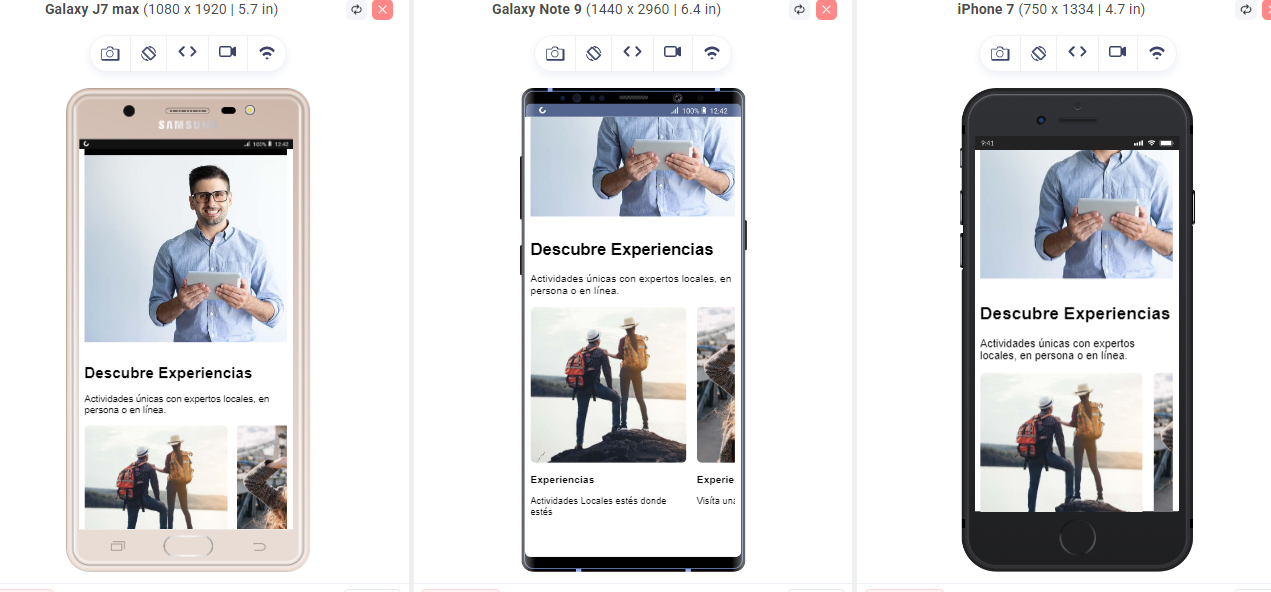 Galaxy J7 max (1080 x 1920 | 5.7 in)
SAMSUNG
100% 12:42
Descubre Experiencias
Actividades únicas con expertos locales, en
persona o en línea.
Galaxy Note 9 (1440 x 2960 | 6.4 in)
100% 12:42
Descubre Experiencias
Actividades únicas con expertos locales, en
persona o en línea.
Experiencias
Experie
Actividades Locales estés donde
estés
Visíta una
iPhone 7 (750 x 1334 | 4.7 in)
9:41
Descubre Experiencias
Actividades únicas con expertos
locales, en persona o en línea.